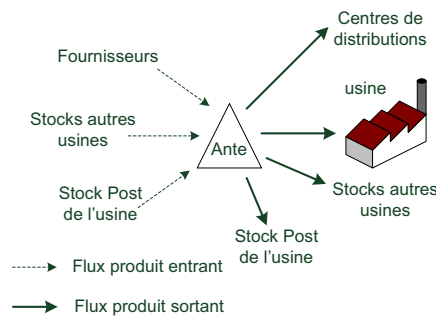 Centres de
distributions
Fournisseurs
usine
Stocks autres
usines
Ante
Stock Post
de l'usine
Stocks autres
usines
Stock Post
de l'usine
Flux produit entrant
Flux produit sortant